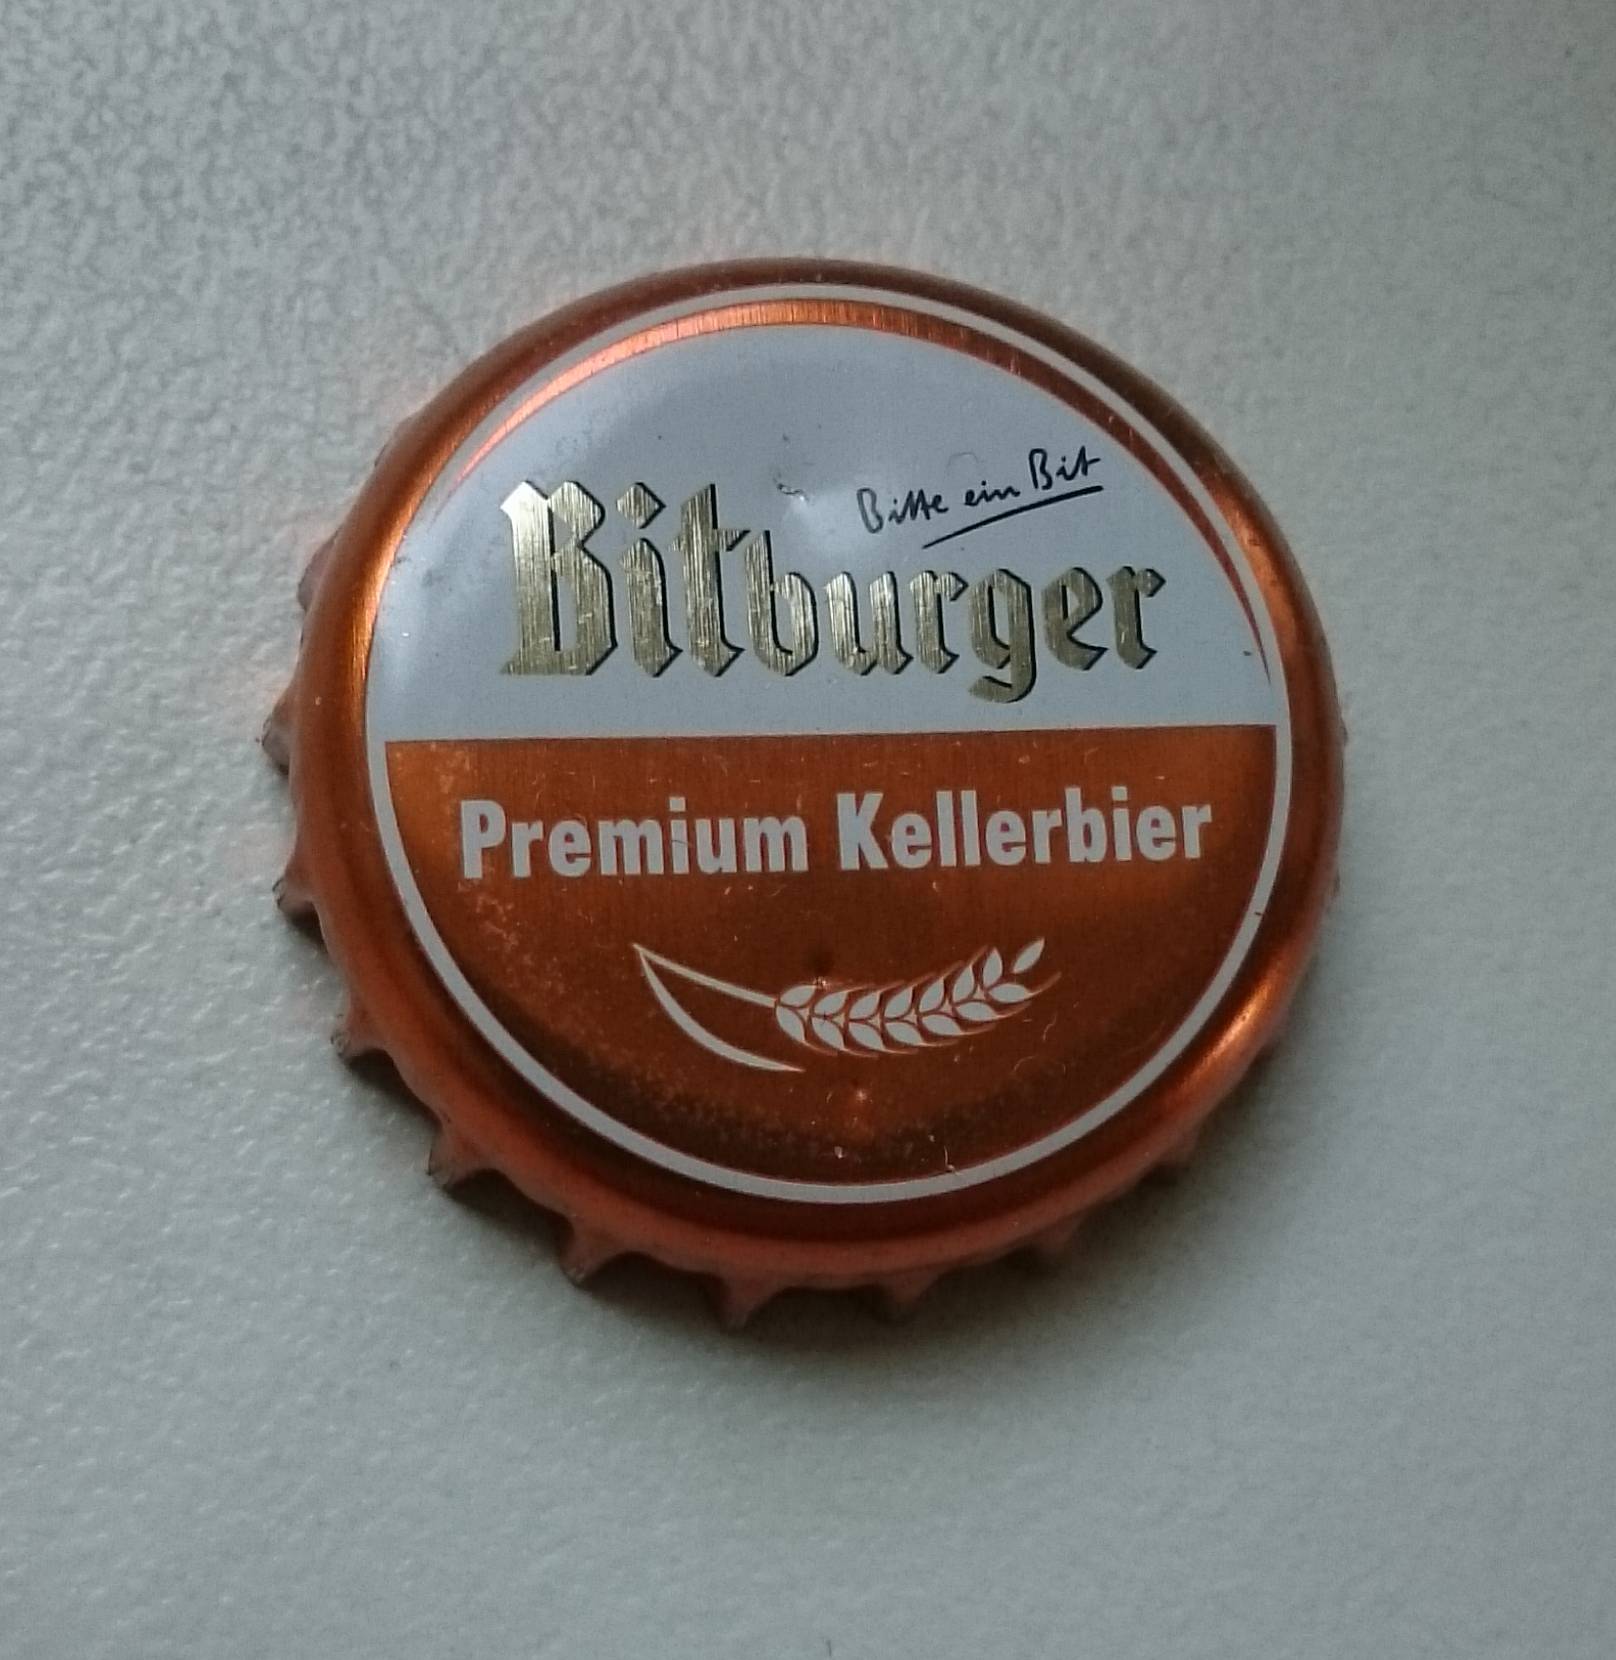 Bitte ein Bit
Bitburger
Premium Kellerbier